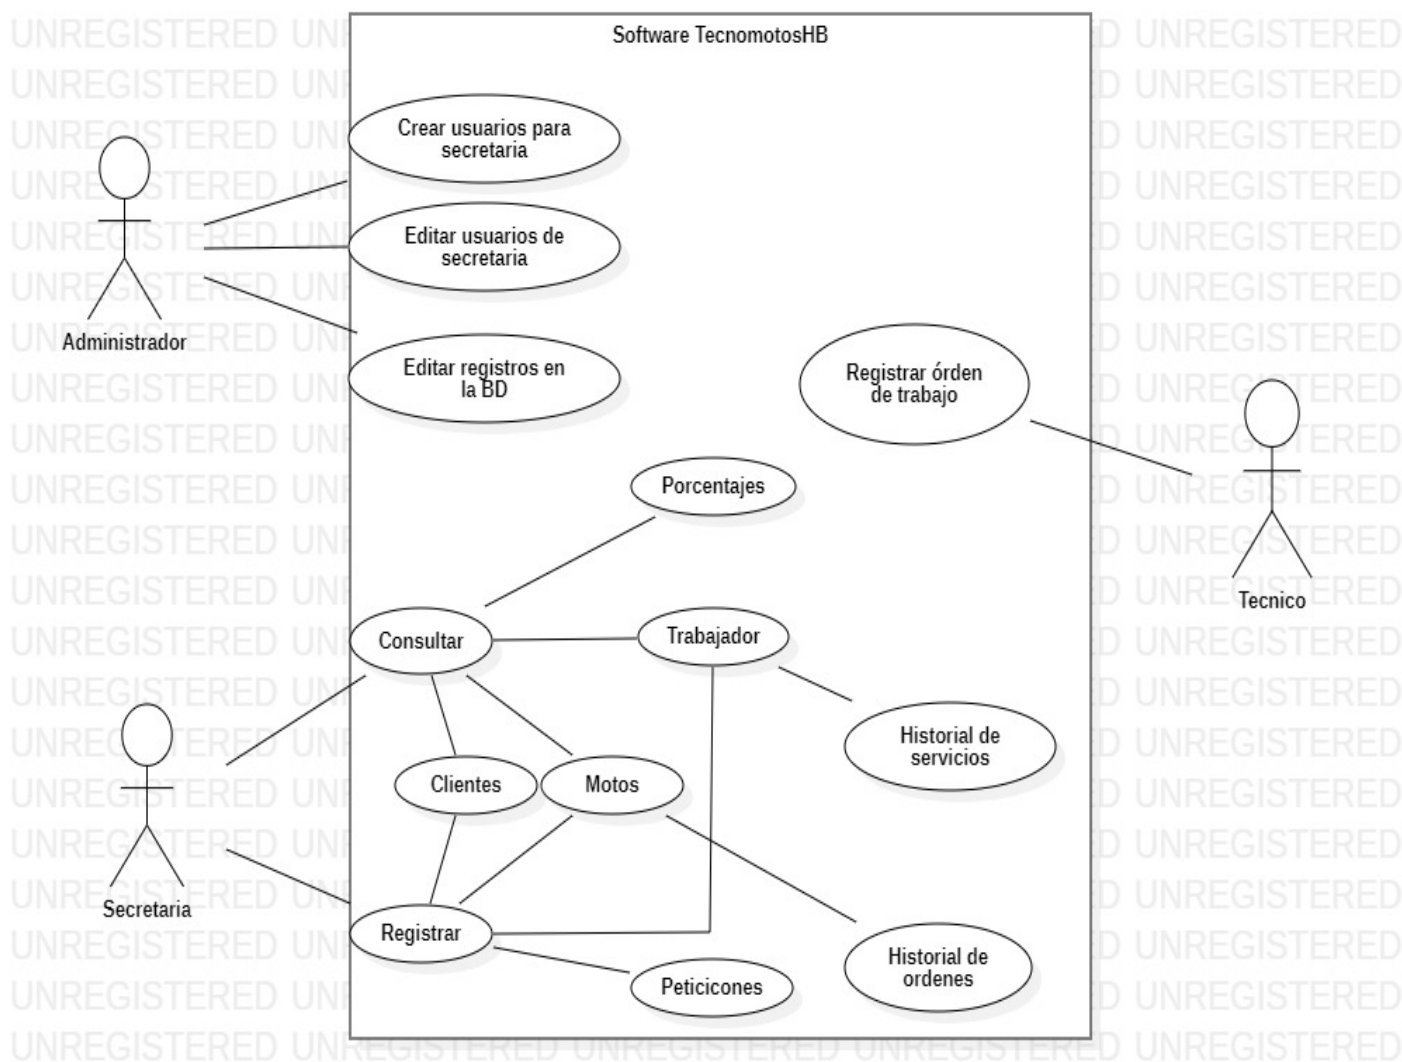 Software TecnomotosHB
Crear usuarios para
secretaria
Editar usuarios de
secretaria
Administrador
Editar registros en
la BD
Registrar órden
de trabajo
Porcentajes
Tecnico
Consultar
Trabajador
Historial de
servicios
Clientes
Motos
Secretaria
Registrar
Historial de
ordenes
Peticicones
UNREGISTERED